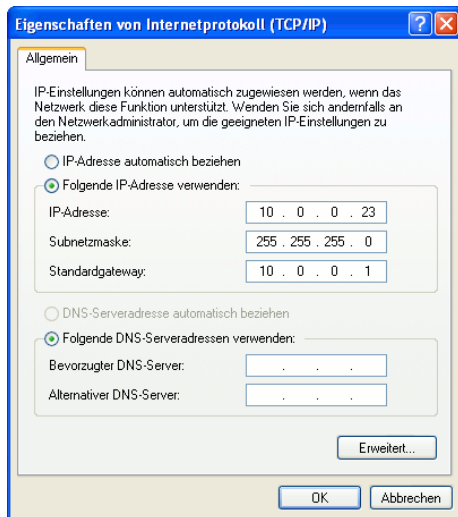 Eigenschaften von Internetprotokoll (TCP/IP)
Allgemein
IP-Einstellungen können automatisch zugewiesen werden, wenn das
Netzwerk diese Funktion unterstützt. Wenden Sie sich andernfalls an
den Netzwerkadministrator, um die geeigneten IP-Einstellungen zu
beziehen.
IP-Adresse automatisch beziehen
Folgende IP-Adresse verwenden:
IP-Adresse: 10 . 0 . 0 . 23
Subnetzmaske: 255 . 255 . 255 . 0
Standardgateway: 10 . 0 . 0 . 1
DNS-Serveradresse automatisch beziehen
Folgende DNS-Serveradressen verwenden:
Bevorzugter DNS-Server: . . .
Alternativer DNS-Server: . . .
Erweitert...
OK Abbrechen